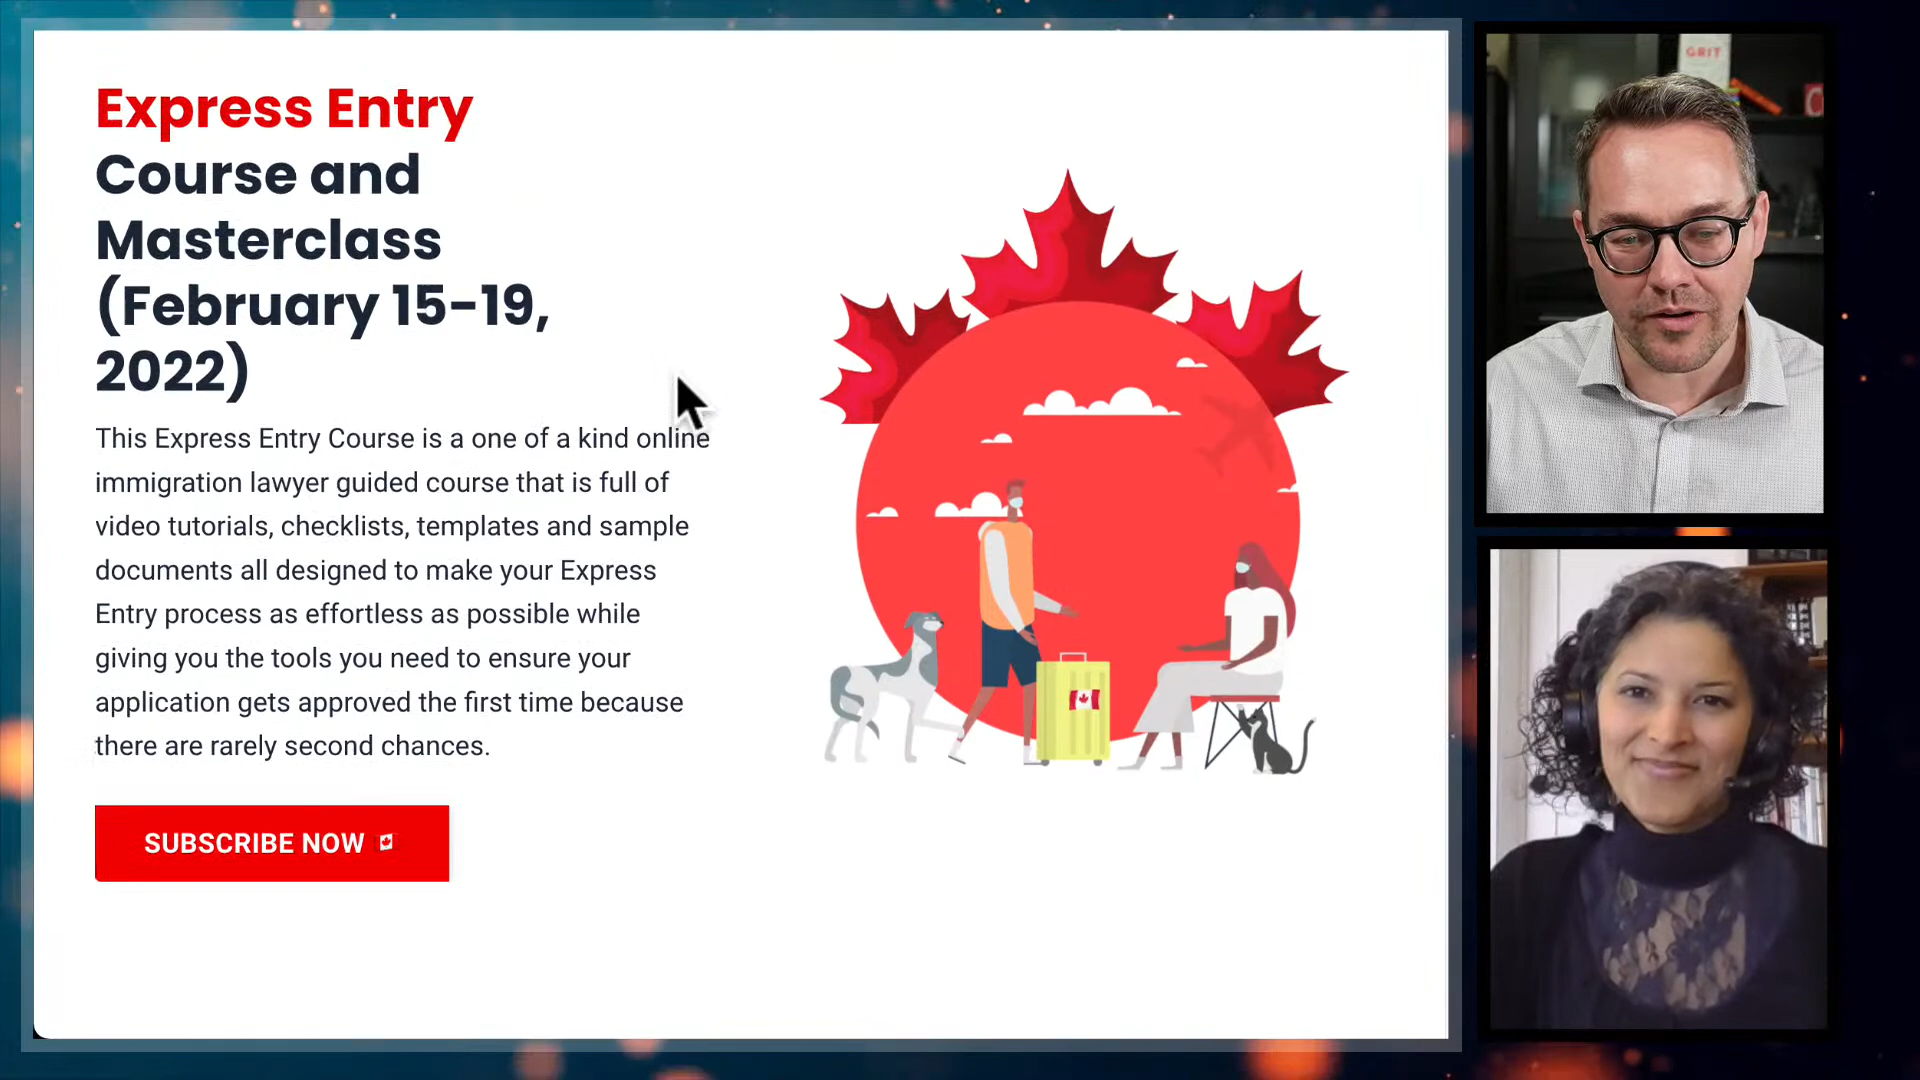 Express Entry
Course and
Masterclass
(February 15-19,
2022)
This Express Entry Course is a one of a kind online
immigration lawyer guided course that is full of
video tutorials, checklists, templates and sample
documents all designed to make your Express
Entry process as effortless as possible while
giving you the tools you need to ensure your
application gets approved the first time because
there are rarely second chances.
SUBSCRIBE NOW
GRIT